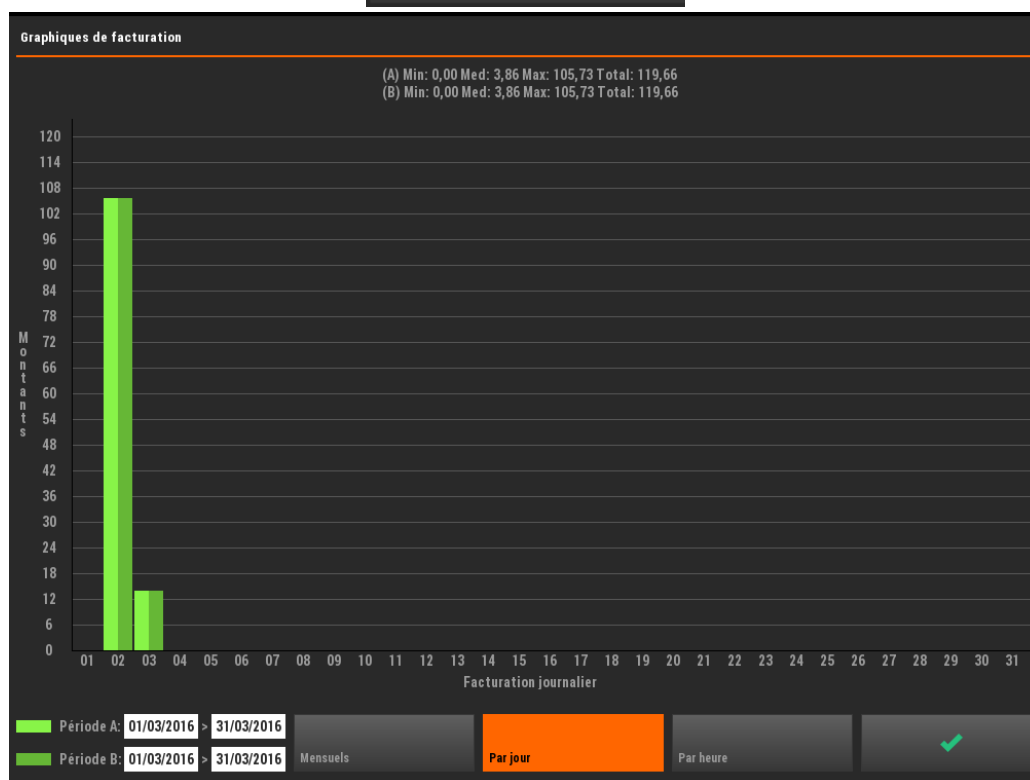 Graphiques de facturation
(A) Min: 0,00 Med: 3,86 Max: 105,73 Total: 119,66
(B) Min: 0,00 Med: 3,86 Max: 105,73 Total: 119,66
120
114
108
102
96
90
84
78
72
66
60
54
48
42
36
30
24
18
12
6
0
Montants
01 02 03 04 05 06 07 08 09 10 11 12 13 14 15 16 17 18 19 20 21 22 23 24 25 26 27 28 29 30 31
Facturation journalier
Période A: 01/03/2016 > 31/03/2016
Période B: 01/03/2016 > 31/03/2016
Mensuels
Par jour
Par heure